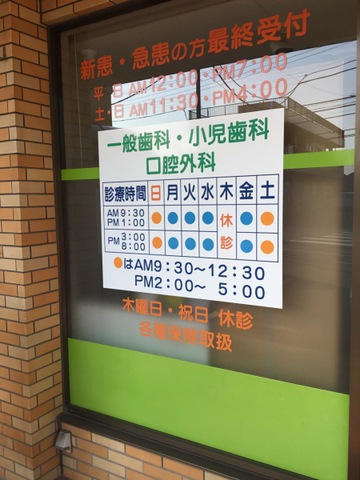 新患・急患の方最終受付
平・日 AM12:00・PM7:00
土・日 AM11:30・PM4:00
一般歯科・小児歯科
口腔外科
診療時間 日 月 火 水 木 金 土
AM 9:30 PM 1:00 ● ● ● ● 休 ● ●
PM 3:00 8:00 ● ● ● ● 診 ● ●
●はAM9:30〜12:30
PM2:00〜 5:00
木曜日・祝日 休診
各種保険取扱